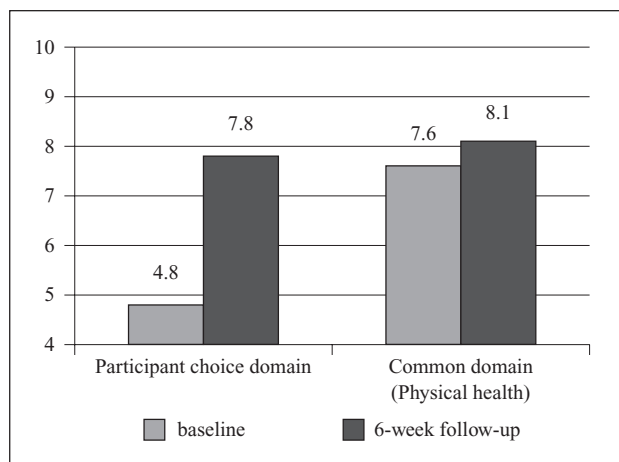 10
9
8
7
6
5
4
4.8
7.8
7.6
8.1
Participant choice domain
Common domain
(Physical health)
baseline
6-week follow-up